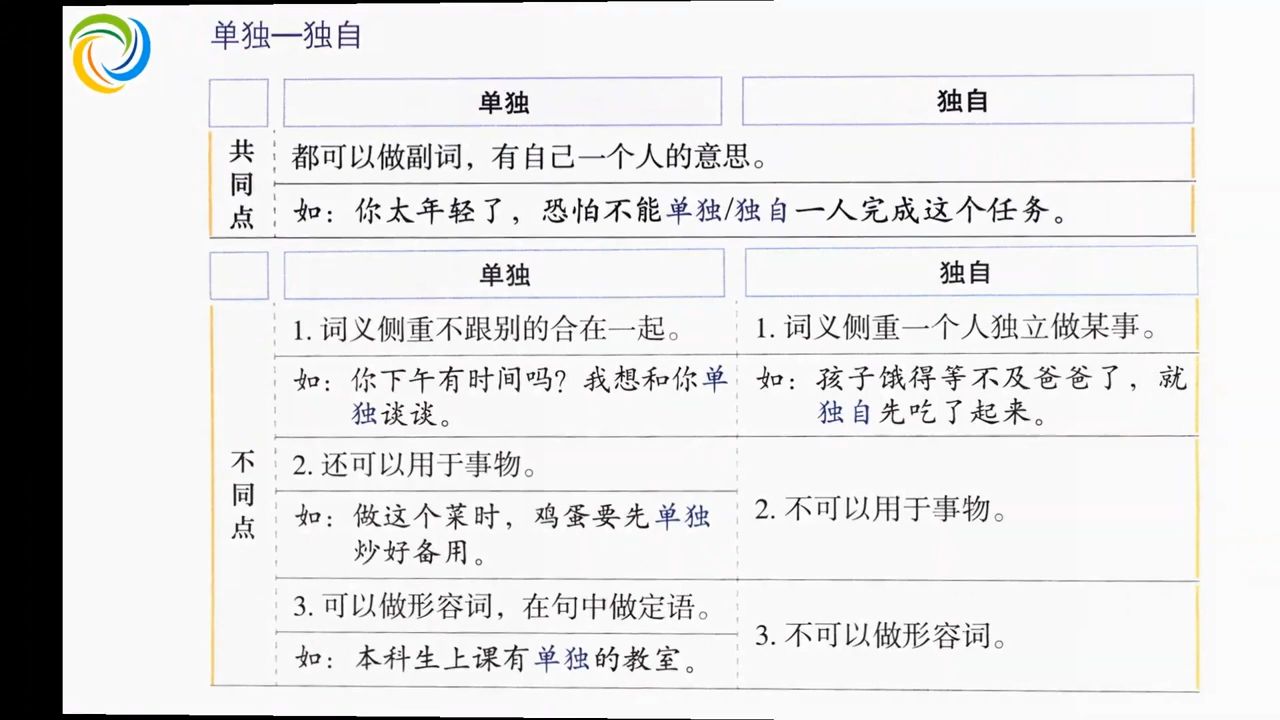 单独—独自
单独
独自
共同点
都可以做副词，有自己一个人的意思。
如：你太年轻了，恐怕不能单独/独自一人完成这个任务。
单独
独自
不同点
1. 词义侧重不跟别的合在一起。
1. 词义侧重一个人独立做某事。
如：你下午有时间吗？我想和你单
独谈谈。
如：孩子饿得等不及爸爸了，就
独自先吃了起来。
2. 还可以用于事物。
如：做这个菜时，鸡蛋要先单独
炒好备用。
2. 不可以用于事物。
3. 可以做形容词，在句中做定语。
如：本科生上课有单独的教室。
3. 不可以做形容词。